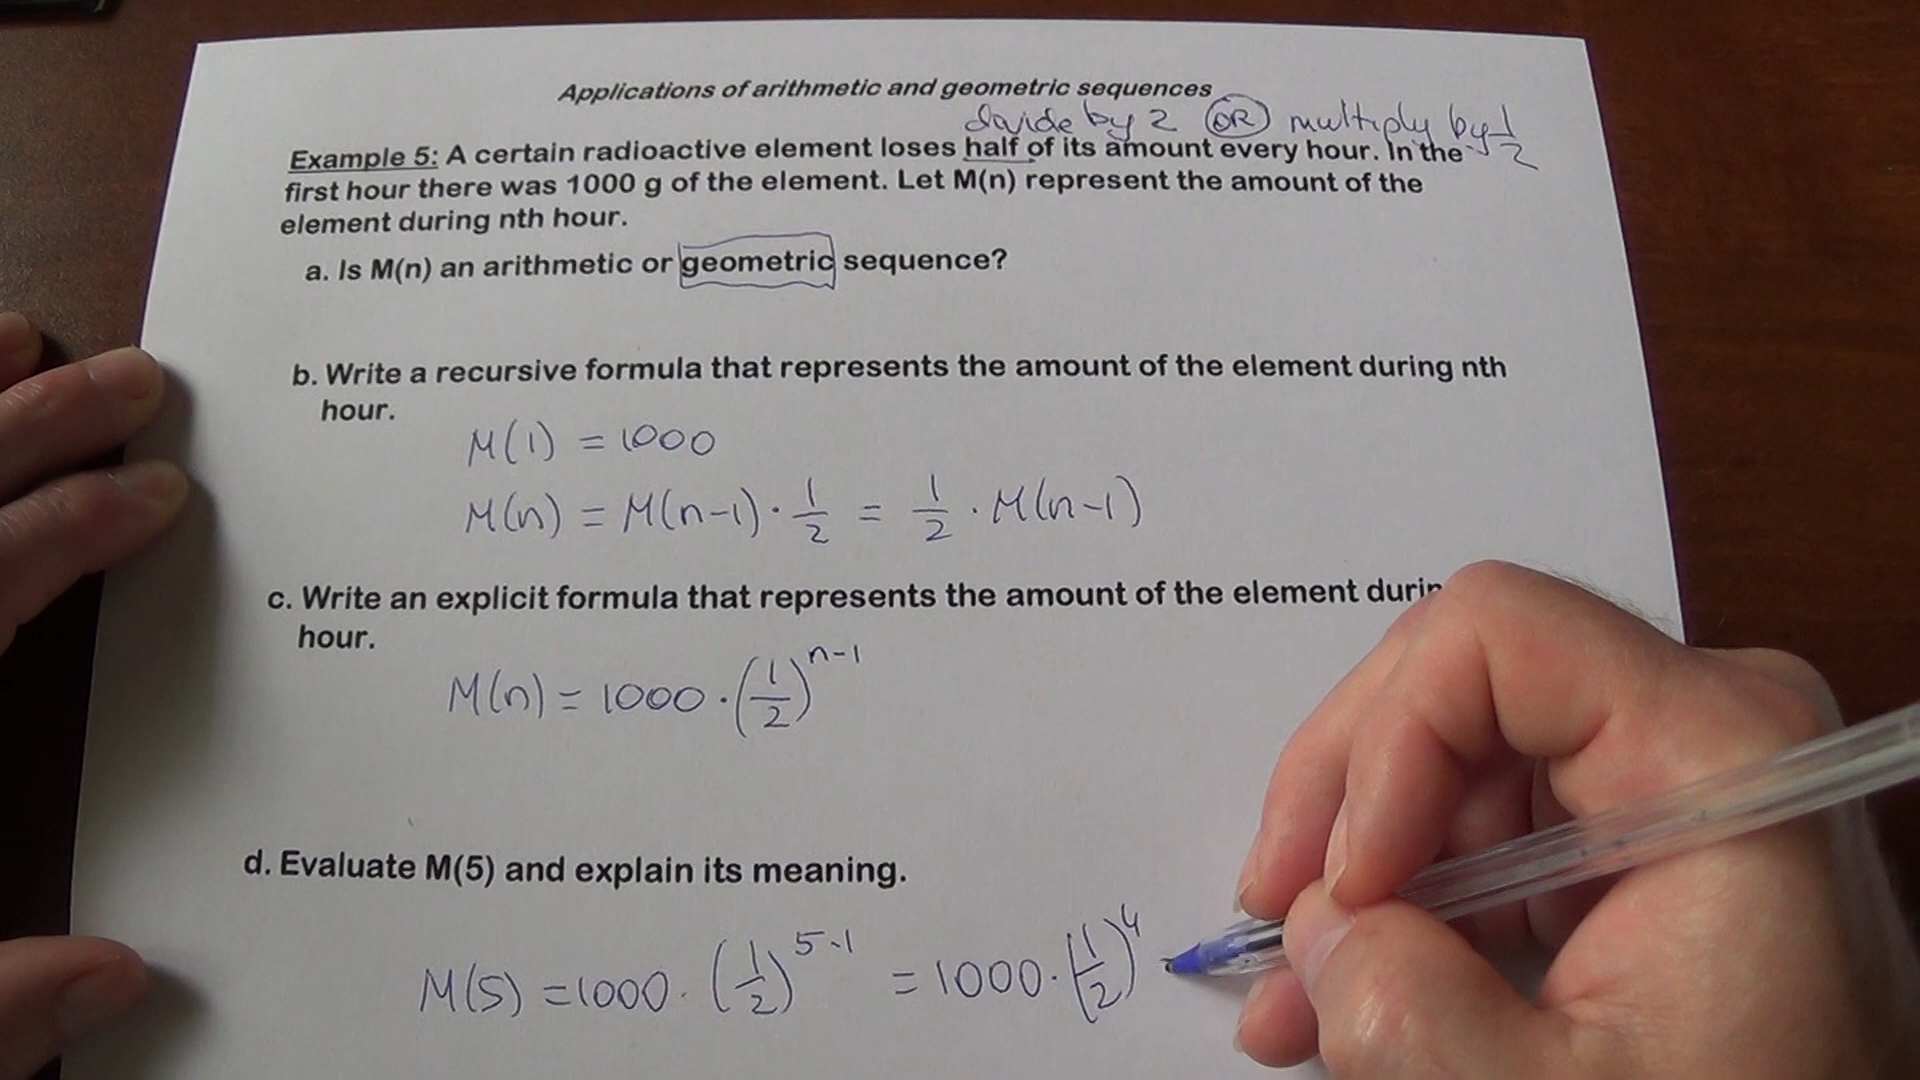 Applications of arithmetic and geometric sequences
divide by 2 OR multiply by 1/2
Example 5: A certain radioactive element loses half of its amount every hour. In the
first hour there was 1000 g of the element. Let M(n) represent the amount of the
element during nth hour.
a. Is M(n) an arithmetic or geometric sequence?
b. Write a recursive formula that represents the amount of the element during nth
hour.
M(1) = 1000
M(n) = M(n-1) · 1/2 = 1/2 · M(n-1)
c. Write an explicit formula that represents the amount of the element
hour.
M(n) = 1000 · (1/2)^n-1
d. Evaluate M(5) and explain its meaning.
M(5) = 1000 · (1/2)^5-1 = 1000 · (1/2)^4